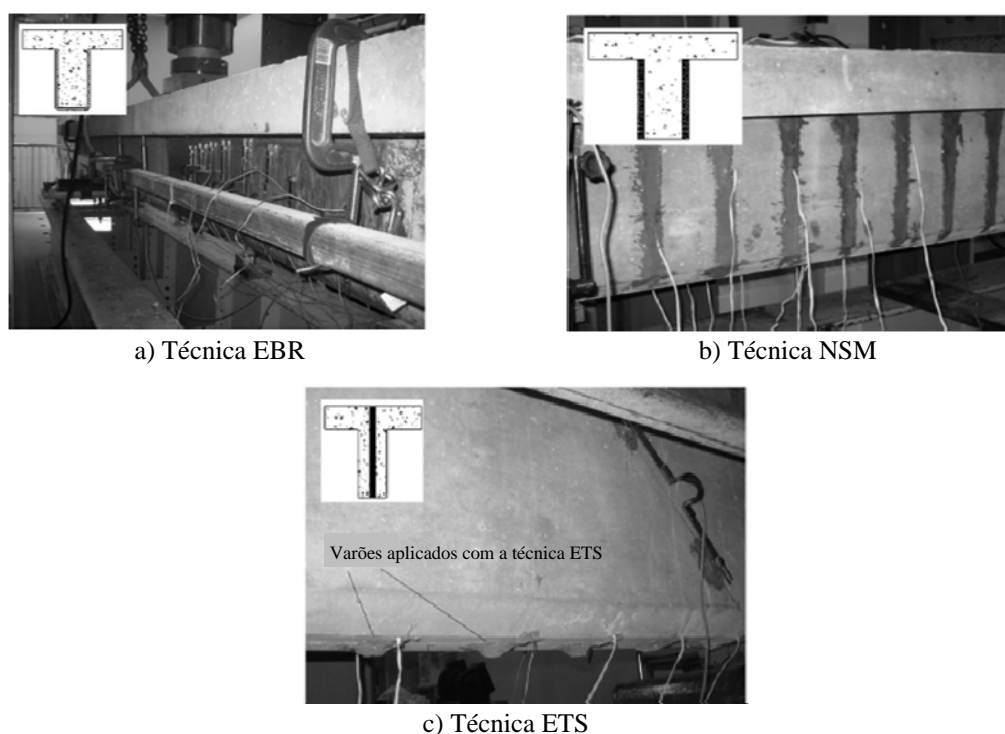 a) Técnica EBR
b) Técnica NSM
Varões aplicados com a técnica ETS
c) Técnica ETS